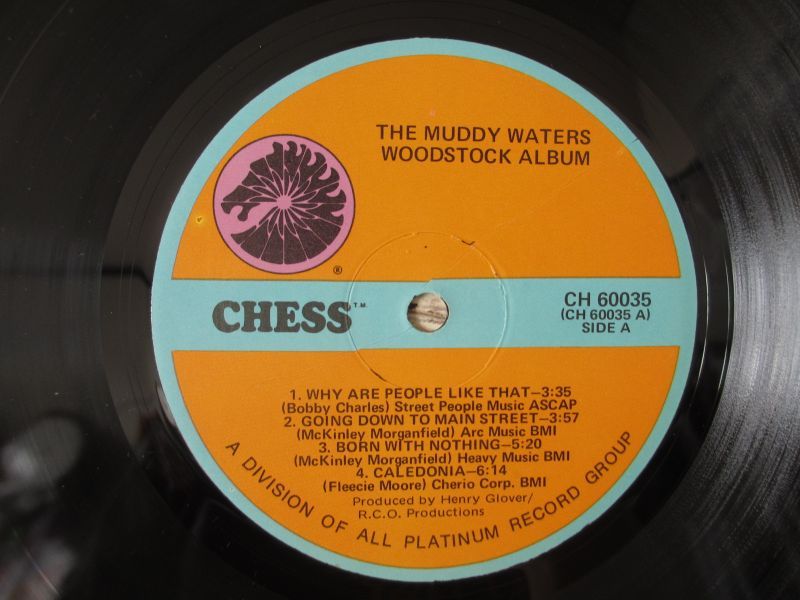 THE MUDDY WATERS
WOODSTOCK ALBUM
®
CHESS T.M.
CH 60035
(CH 60035 A)
SIDE A
1. WHY ARE PEOPLE LIKE THAT—3:35
(Bobby Charles) Street People Music ASCAP
2. GOING DOWN TO MAIN STREET—3:57
(McKinley Morganfield) Arc Music BMI
3. BORN WITH NOTHING—5:20
(McKinley Morganfield) Heavy Music BMI
4. CALEDONIA—6:14
(Fleecie Moore) Cherio Corp. BMI
Produced by Henry Glover/
R.C.O. Productions
A DIVISION OF ALL PLATINUM RECORD GROUP